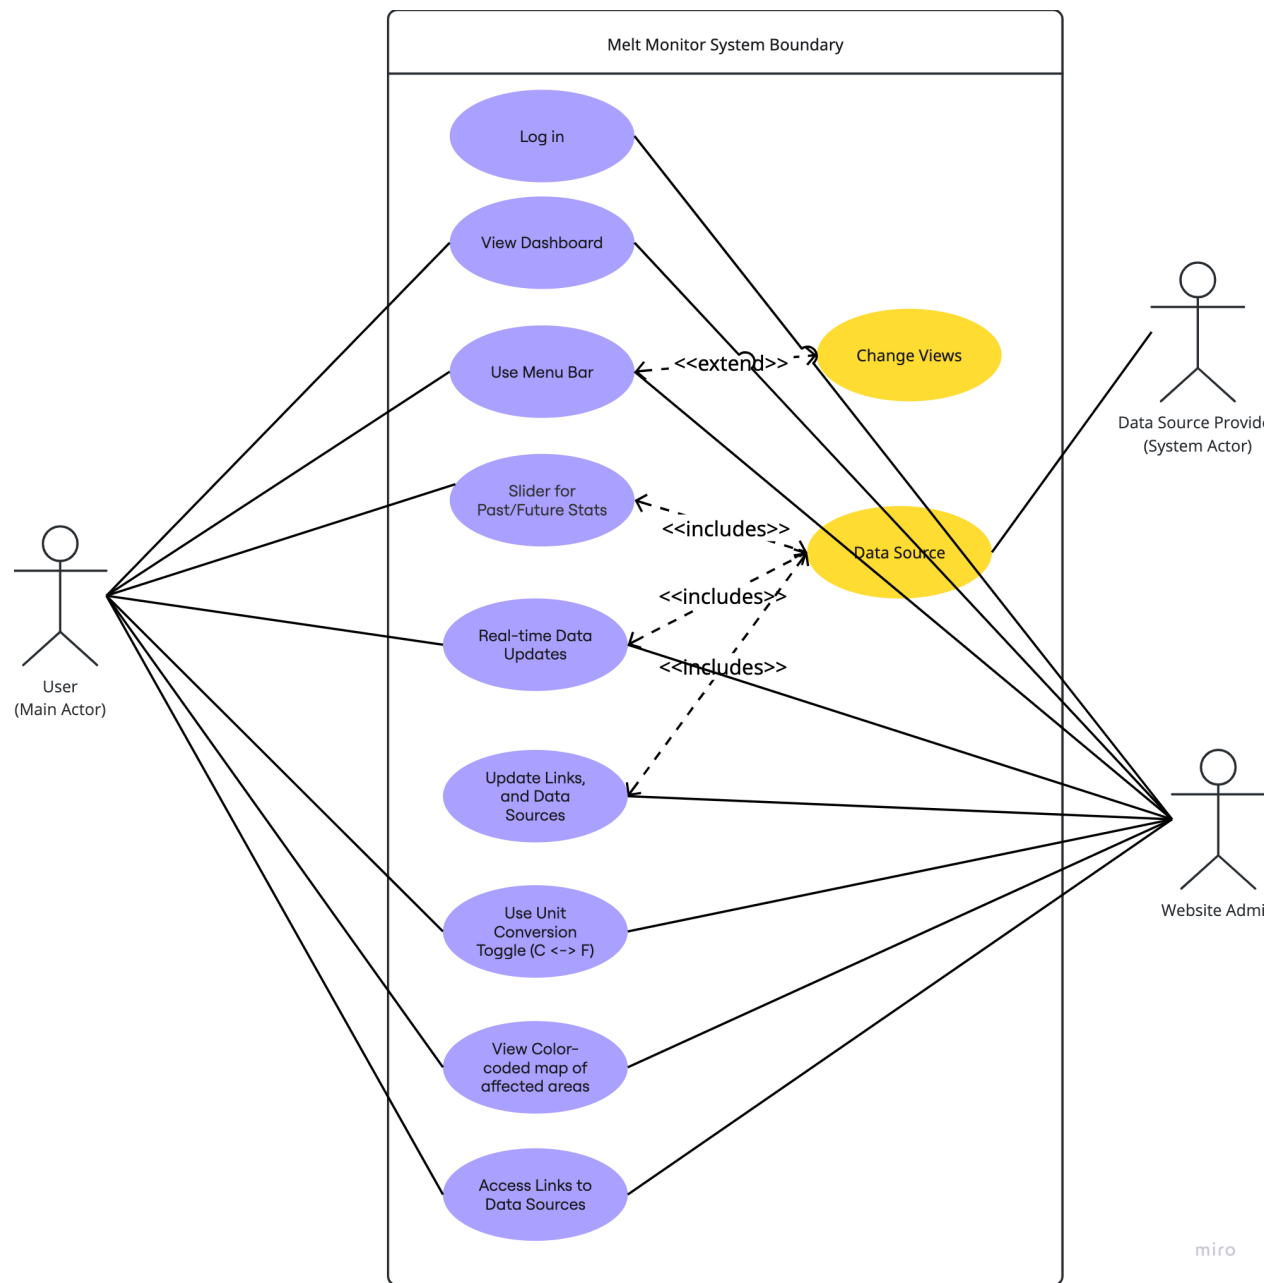 Melt Monitor System Boundary
Log in
View Dashboard
Use Menu Bar
<<extend>>
Change Views
Data Source Provide
(System Actor)
Slider for
Past/Future Stats
<<includes>>
Data Source
<<includes>>
Real-time Data
Updates
<<includes>>
User
(Main Actor)
Update Links,
and Data
Sources
Use Unit
Conversion
Toggle (C <-> F)
Website Admi
View Color-
coded map of
affected areas
Access Links to
Data Sources
miro